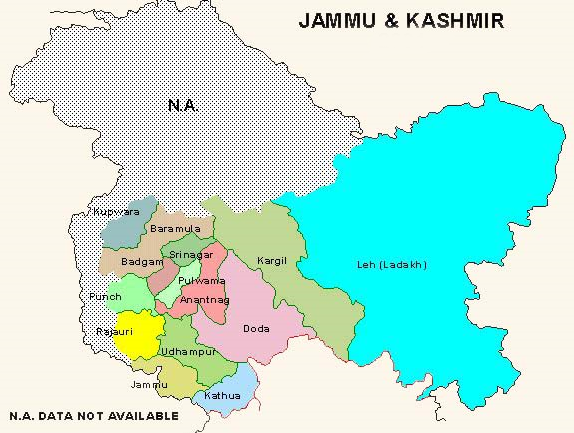 JAMMU & KASHMIR
N.A.
Kupwara
Baramula
Srinagar
Badgam
Kargil
Leh (Ladakh)
Pulwama
Punch
Anantnag
Rajauri
Doda
Udhampur
Jammu
Kathua
N.A. DATA NOT AVAILABLE